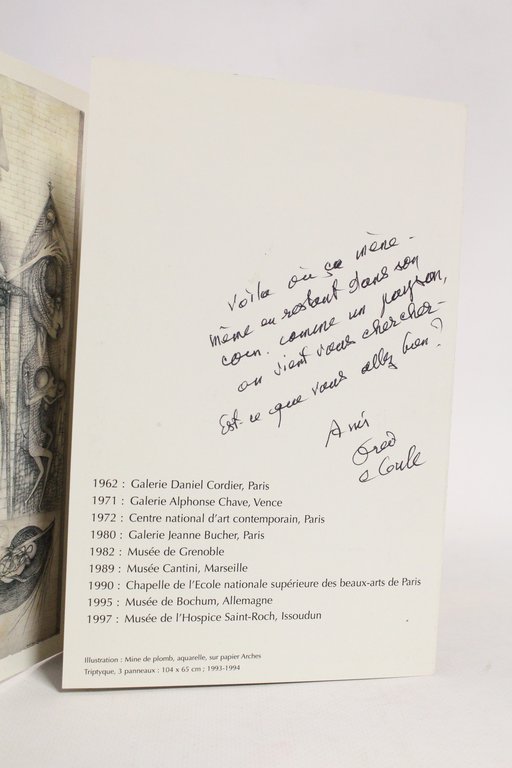 Voilà où ça mène -
même en restant dans son
coin. comme un paysan,
on vient vous chercher -
Est-ce que vous allez bien ?
Ami
Fred
1962 : Galerie Daniel Cordier, Paris
1971 : Galerie Alphonse Chave, Vence
1972 : Centre national d'art contemporain, Paris
1980 : Galerie Jeanne Bucher, Paris
1982 : Musée de Grenoble
1989 : Musée Cantini, Marseille
1990 : Chapelle de l'Ecole nationale supérieure des beaux-arts de Paris
1995 : Musée de Bochum, Allemagne
1997 : Musée de l'Hospice Saint-Roch, Issoudun
Illustration : Mine de plomb, aquarelle, sur papier Arches
Triptyque, 3 panneaux : 104 x 65 cm ; 1993-1994